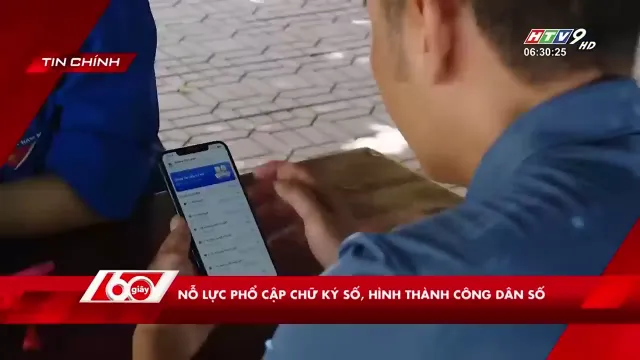 TIN CHÍNH
HTV9 HD
06:30:25
60 giây
NỖ LỰC PHỔ CẬP CHỮ KÝ SỐ, HÌNH THÀNH CÔNG DÂN SỐ